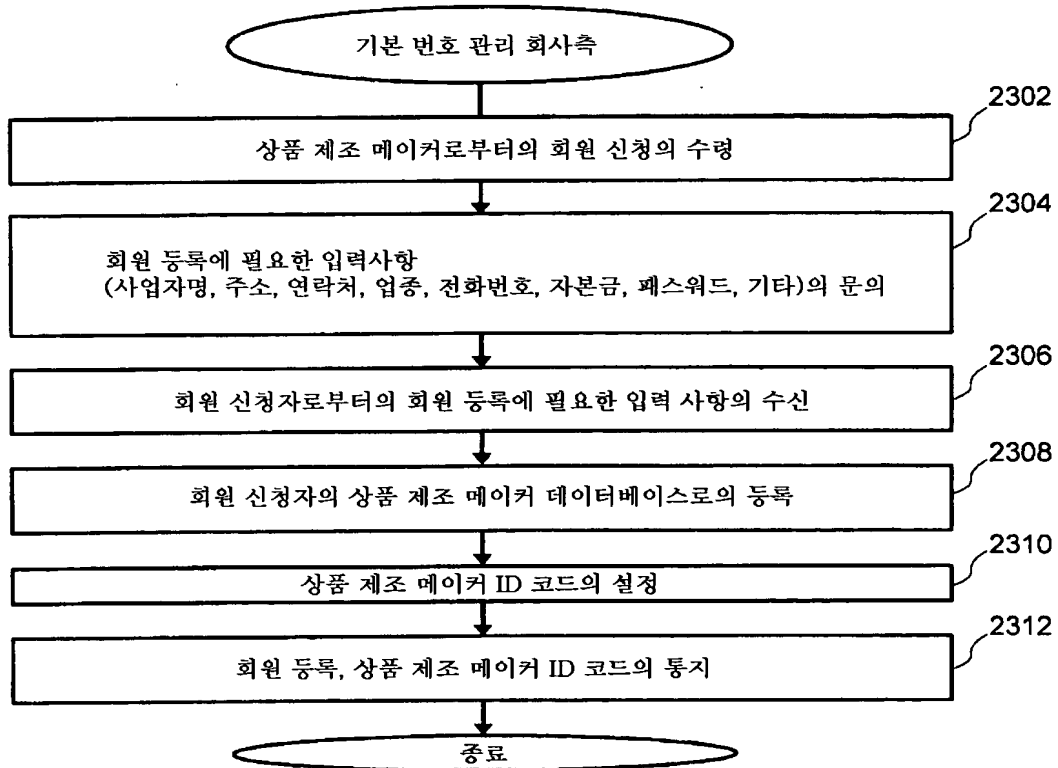 기본 번호 관리 회사측
2302
상품 제조 메이커로부터의 회원 신청의 수령
2304
회원 등록에 필요한 입력사항
(사업자명, 주소, 연락처, 업종, 전화번호, 자본금, 패스워드, 기타)의 문의
2306
회원 신청자로부터의 회원 등록에 필요한 입력 사항의 수신
2308
회원 신청자의 상품 제조 메이커 데이터베이스로의 등록
2310
상품 제조 메이커 ID 코드의 설정
2312
회원 등록, 상품 제조 메이커 ID 코드의 통지
종료